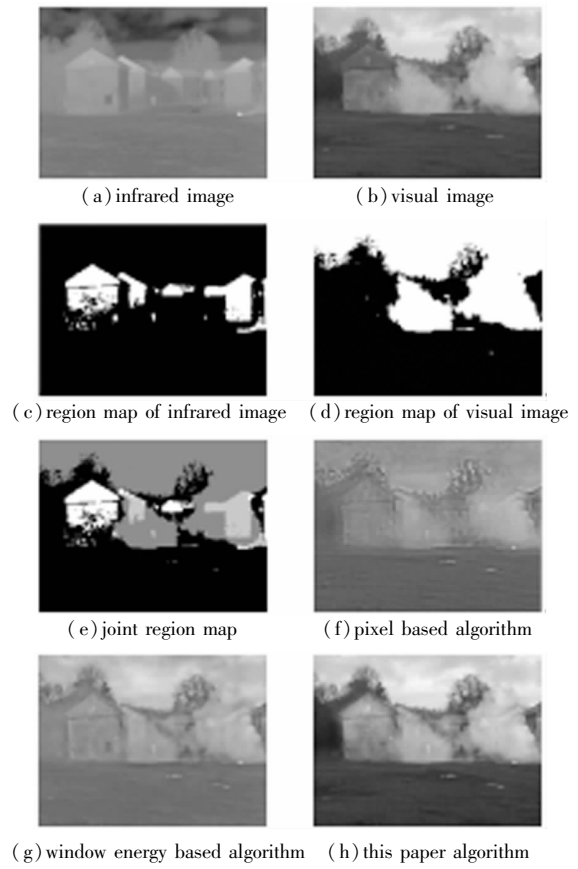 (a)infrared image
(b)visual image
(c)region map of infrared image
(d)region map of visual image
(e)joint region map
(f)pixel based algorithm
(g)window energy based algorithm
(h)this paper algorithm